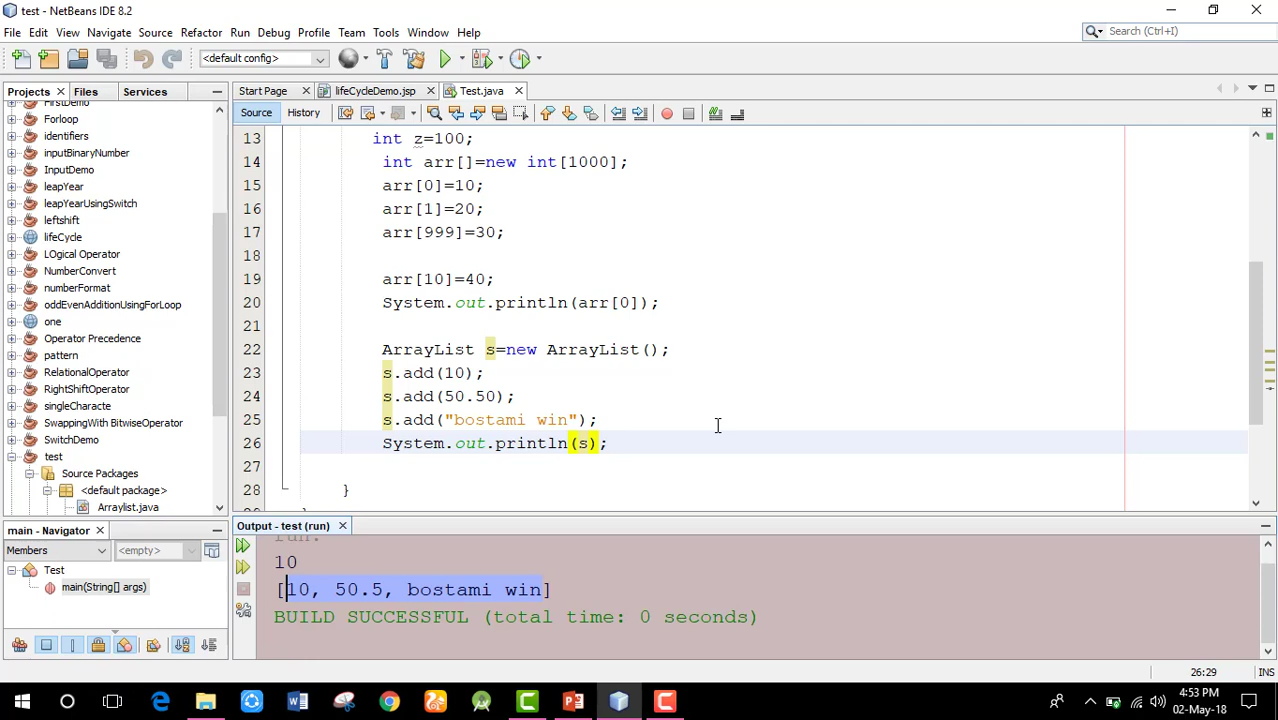 test - NetBeans IDE 8.2
File Edit View Navigate Source Refactor Run Debug Profile Team Tools Window Help
Search (Ctrl+I)
<default config>
Projects Files Services
Start Page lifeCycleDemo.jsp Test.java
Source History
FirstDemo
Forloop
identifiers
inputBinaryNumber
InputDemo
leapYear
leapYearUsingSwitch
leftshift
lifeCycle
LOgical Operator
NumberConvert
numberFormat
oddEvenAdditionUsingForLoop
one
Operator Precedence
pattern
RelationalOperator
RightShiftOperator
singleCharacte
SwappingWith BitwiseOperator
SwitchDemo
test
Source Packages
<default package>
Arraylist.java
13 int z=100;
14 int arr[]=new int[1000];
15 arr[0]=10;
16 arr[1]=20;
17 arr[999]=30;
18
19 arr[10]=40;
20 System.out.println(arr[0]);
21
22 ArrayList s=new ArrayList();
23 s.add(10);
24 s.add(50.50);
25 s.add("bostami win");
26 System.out.println(s);
27
28 }
main - Navigator
Members <empty>
Test
main(String[] args)
Output - test (run)
run:
10
[10, 50.5, bostami win]
BUILD SUCCESSFUL (total time: 0 seconds)
26:29 INS
4:53 PM
02-May-18